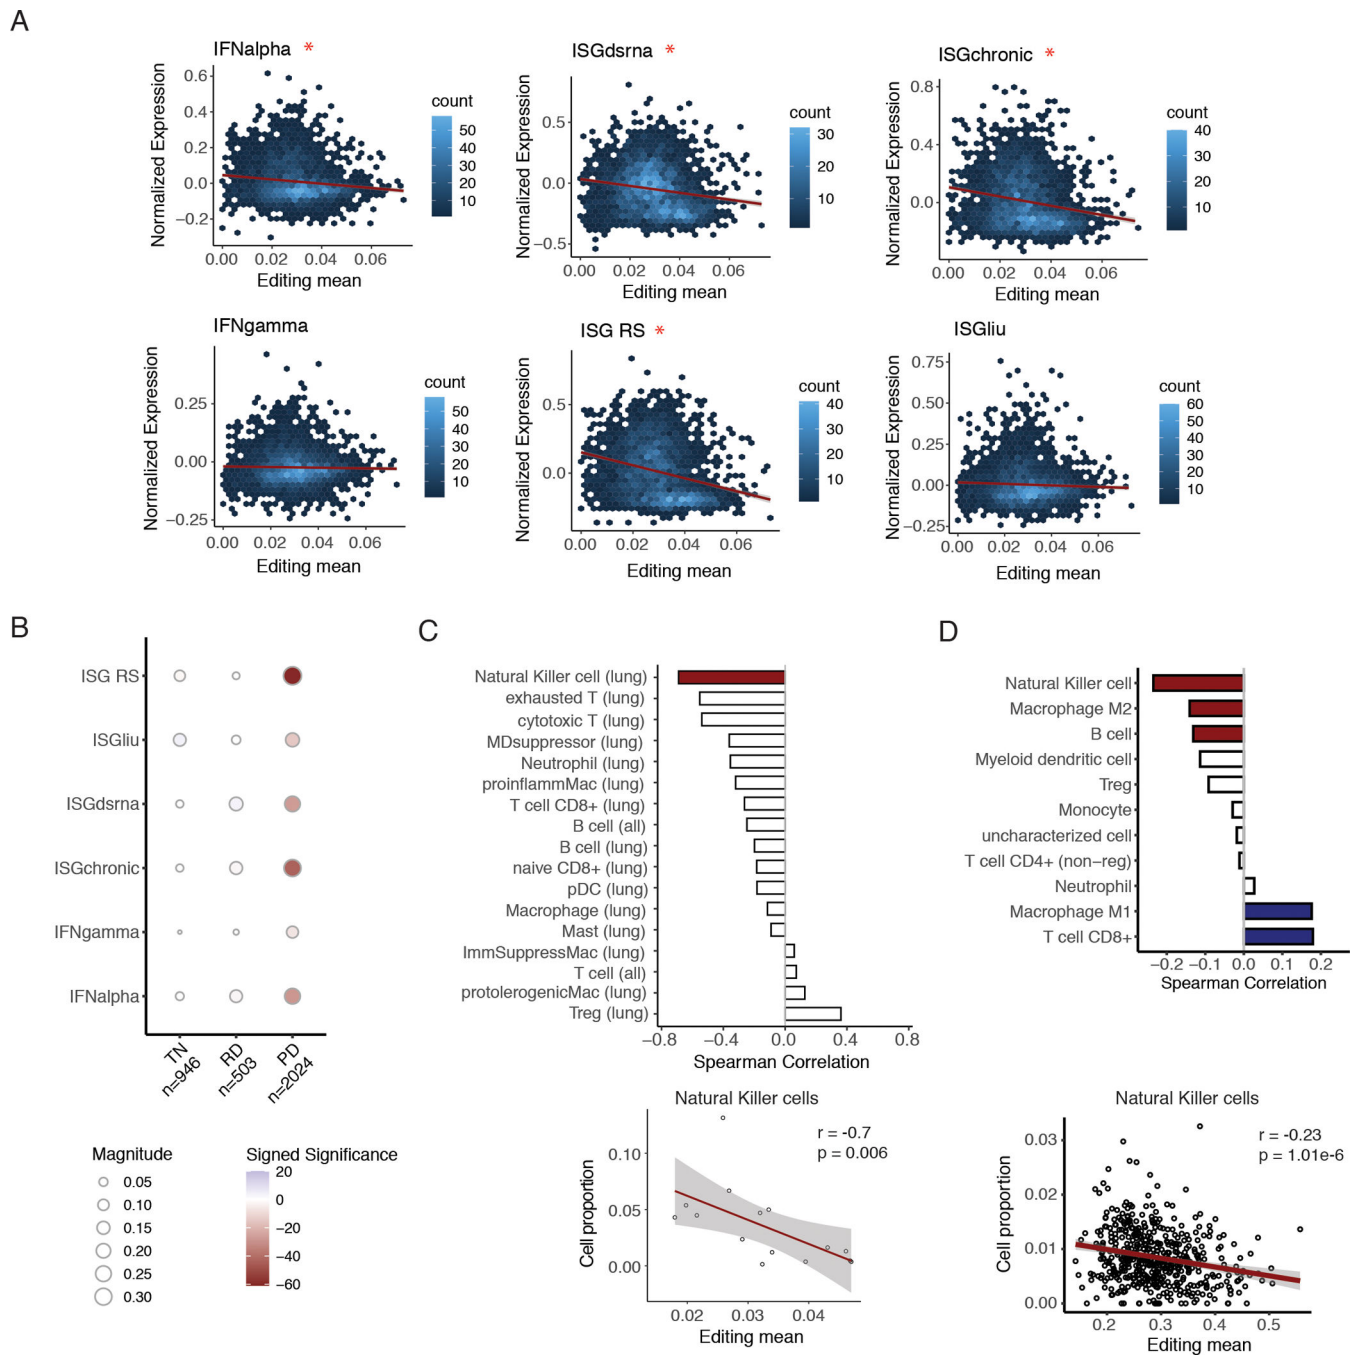 A
IFNalpha *
Normalized Expression
0.6
0.4
0.2
0.0
−0.2
0.00 0.02 0.04 0.06
Editing mean
count
50
40
30
20
10
ISGdsrna *
Normalized Expression
0.5
0.0
−0.5
0.00 0.02 0.04 0.06
Editing mean
count
30
20
10
ISGchronic *
Normalized Expression
0.8
0.4
0.0
0.00 0.02 0.04 0.06
Editing mean
count
40
30
20
10
IFNgamma
Normalized Expression
0.25
0.00
−0.25
0.00 0.02 0.04 0.06
Editing mean
count
50
40
30
20
10
ISG RS *
Normalized Expression
0.5
0.0
0.00 0.02 0.04 0.06
Editing mean
count
40
30
20
10
ISGliu
Normalized Expression
0.75
0.50
0.25
0.00
−0.25
0.00 0.02 0.04 0.06
Editing mean
count
60
50
40
30
20
10
B
ISG RS
ISGliu
ISGdsrna
ISGchronic
IFNgamma
IFNalpha
TN
n=946
RD
n=503
PD
n=2024
Magnitude
0.05
0.10
0.15
0.20
0.25
0.30
Signed Significance
20
0
−20
−40
−60
C
Natural Killer cell (lung)
exhausted T (lung)
cytotoxic T (lung)
MDsuppressor (lung)
Neutrophil (lung)
proinflammMac (lung)
T cell CD8+ (lung)
B cell (all)
B cell (lung)
naive CD8+ (lung)
pDC (lung)
Macrophage (lung)
Mast (lung)
ImmSuppressMac (lung)
T cell (all)
protolerogenicMac (lung)
Treg (lung)
−0.8 −0.4 0.0 0.4 0.8
Spearman Correlation
Natural Killer cells
r = -0.7
p = 0.006
Cell proportion
0.10
0.05
0.00
0.02 0.03 0.04
Editing mean
D
Natural Killer cell
Macrophage M2
B cell
Myeloid dendritic cell
Treg
Monocyte
uncharacterized cell
T cell CD4+ (non−reg)
Neutrophil
Macrophage M1
T cell CD8+
−0.2 −0.1 0.0 0.1 0.2
Spearman Correlation
Natural Killer cells
r = -0.23
p = 1.01e-6
Cell proportion
0.03
0.02
0.01
0.00
0.2 0.3 0.4 0.5
Editing mean